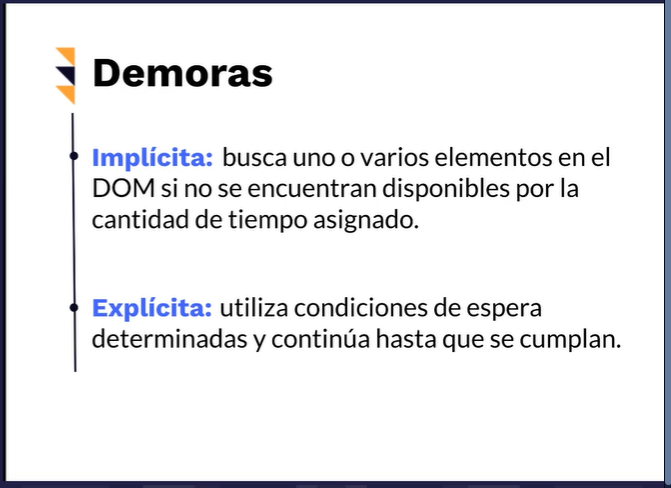 Demoras
Implícita: busca uno o varios elementos en el
DOM si no se encuentran disponibles por la
cantidad de tiempo asignado.
Explícita: utiliza condiciones de espera
determinadas y continúa hasta que se cumplan.